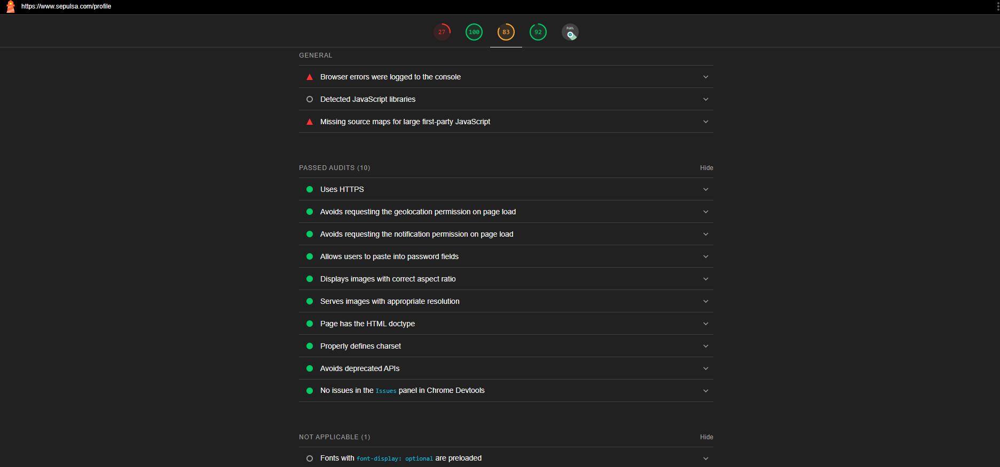 https://www.sepulsa.com/profile
27 100 83 92 PWA
GENERAL
Browser errors were logged to the console
Detected JavaScript libraries
Missing source maps for large first-party JavaScript
PASSED AUDITS (10) Hide
Uses HTTPS
Avoids requesting the geolocation permission on page load
Avoids requesting the notification permission on page load
Allows users to paste into password fields
Displays images with correct aspect ratio
Serves images with appropriate resolution
Page has the HTML doctype
Properly defines charset
Avoids deprecated APIs
No issues in the Issues panel in Chrome Devtools
NOT APPLICABLE (1) Hide
Fonts with font-display: optional are preloaded